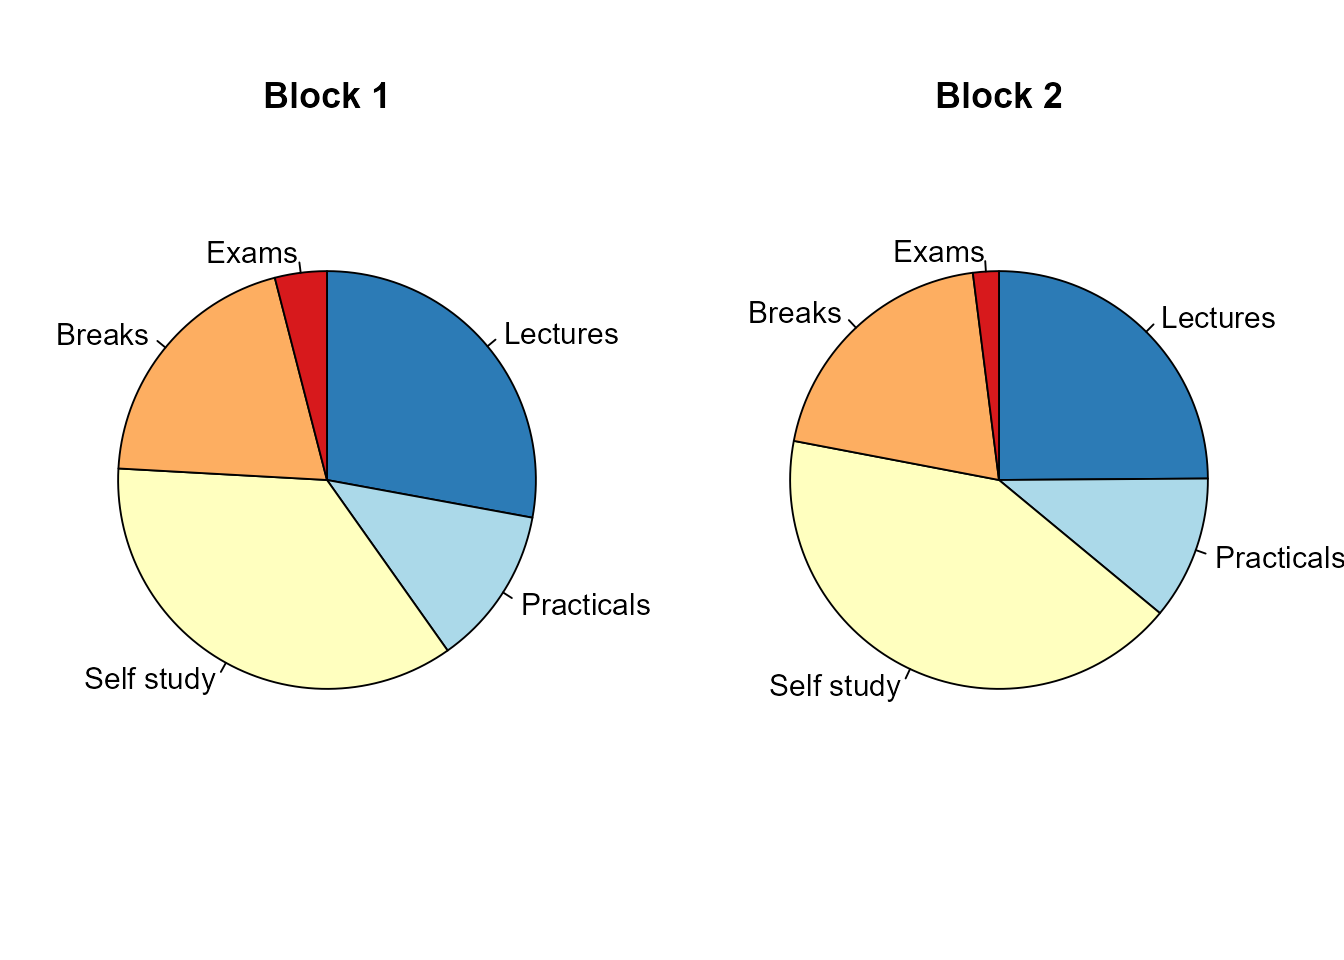 Block 1
Exams
Breaks
Lectures
Practicals
Self study
Block 2
Exams
Breaks
Lectures
Practicals
Self study